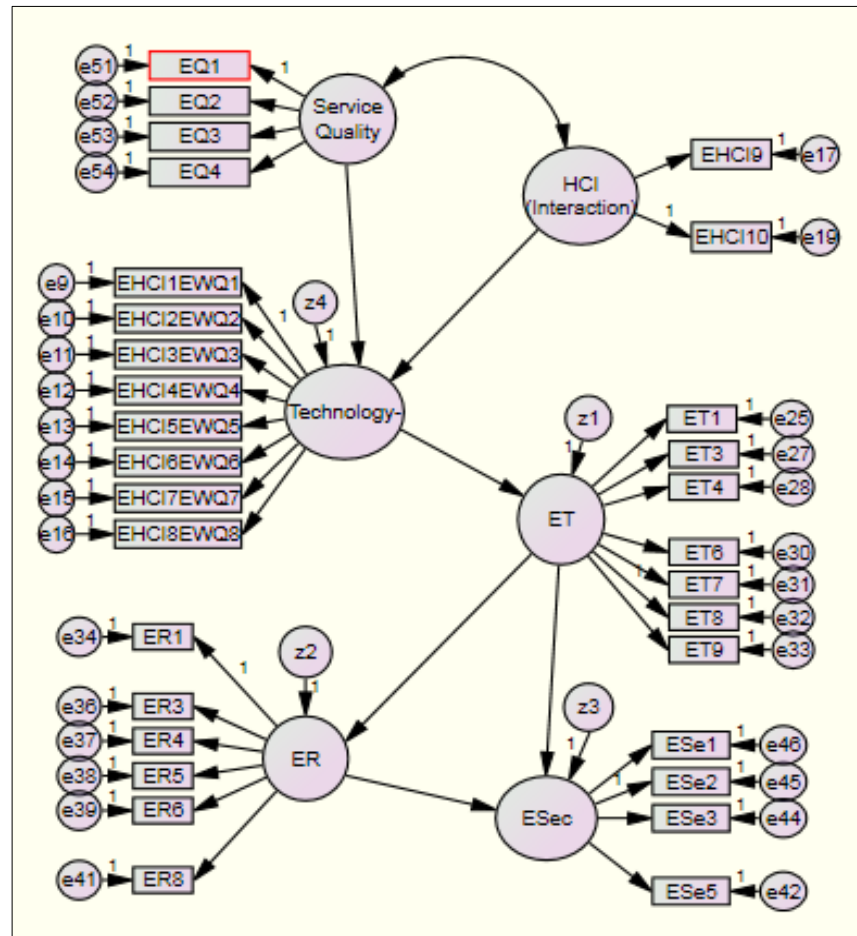 e51 1 EQ1 1
e52 1 EQ2
e53 1 EQ3
e54 1 EQ4
Service
Quality
HCI
(Interaction)
EHCI9 1 e17
1 EHCI10 1 e19
e9 1 EHCI1EWQ1
e10 1 EHCI2EWQ2 1
e11 1 EHCI3EWQ3
e12 1 EHCI4EWQ4
e13 1 EHCI5EWQ5
e14 1 EHCI6EWQ6
e15 1 EHCI7EWQ7
e16 1 EHCI8EWQ8
z4
1
Technology-
z1
1
ET
ET1 1 e25
ET3 1 e27
ET4 1 e28
ET6 1 e30
1 ET7 1 e31
ET8 1 e32
ET9 1 e33
e34 1 ER1
1
e36 1 ER3
e37 1 ER4
e38 1 ER5
e39 1 ER6
e41 1 ER8
z2
1
ER
z3
1
ESec
ESe1 1 e46
1 ESe2 1 e45
ESe3 1 e44
ESe5 1 e42